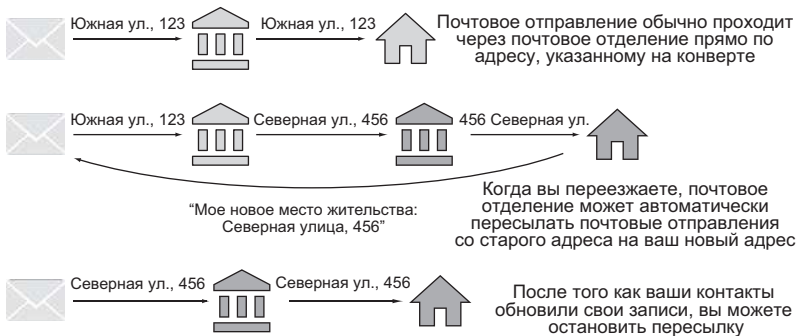 Южная ул., 123
Южная ул., 123
Почтовое отправление обычно проходит
через почтовое отделение прямо по
адресу, указанному на конверте
Южная ул., 123
Северная ул., 456
456 Северная ул.
“Мое новое место жительства:
Северная улица, 456”
Когда вы переезжаете, почтовое
отделение может автоматически
пересылать почтовые отправления
со старого адреса на ваш новый адрес
Северная ул., 456
Северная ул., 456
После того как ваши контакты
обновили свои записи, вы можете
остановить пересылку